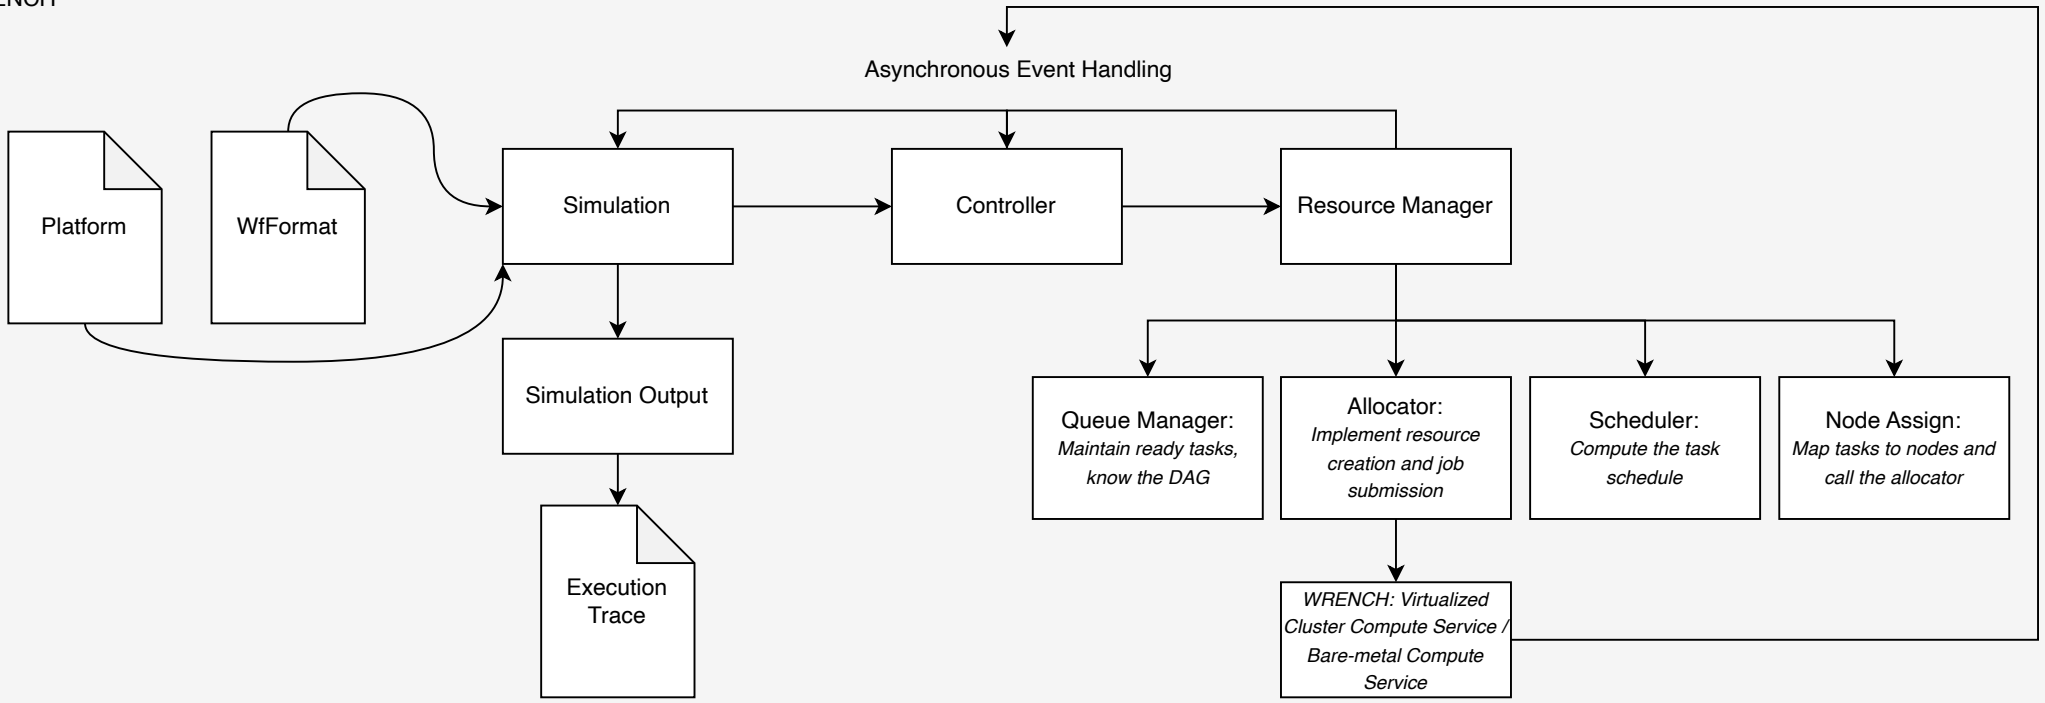 Asynchronous Event Handling
Platform
WfFormat
Simulation
Controller
Resource Manager
Simulation Output
Queue Manager:
Maintain ready tasks,
know the DAG
Allocator:
Implement resource
creation and job
submission
Scheduler:
Compute the task
schedule
Node Assign:
Map tasks to nodes and
call the allocator
Execution
Trace
WRENCH: Virtualized
Cluster Compute Service /
Bare-metal Compute
Service